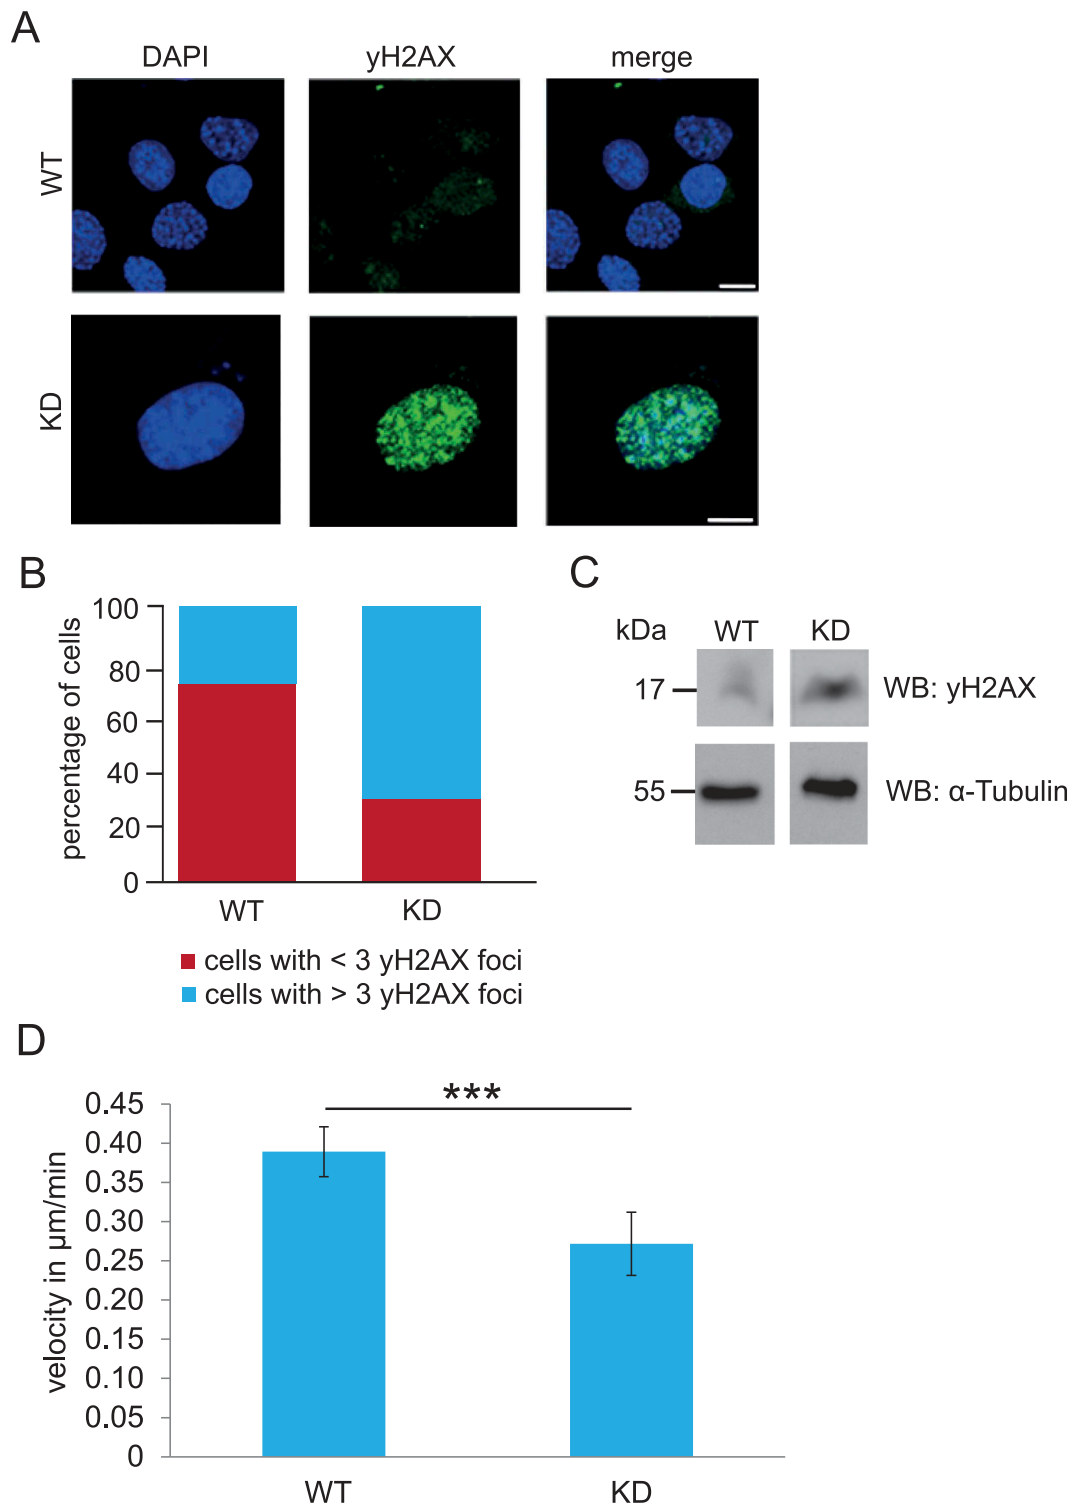 A
DAPI
yH2AX
merge
WT
KD
B
100
80
60
40
20
0
percentage of cells
WT
KD
cells with < 3 yH2AX foci
cells with > 3 yH2AX foci
C
kDa
WT
KD
17
WB: yH2AX
55
WB: α-Tubulin
D
***
0.45
0.40
0.35
0.30
0.25
0.20
0.15
0.10
0.05
0
velocity in µm/min
WT
KD